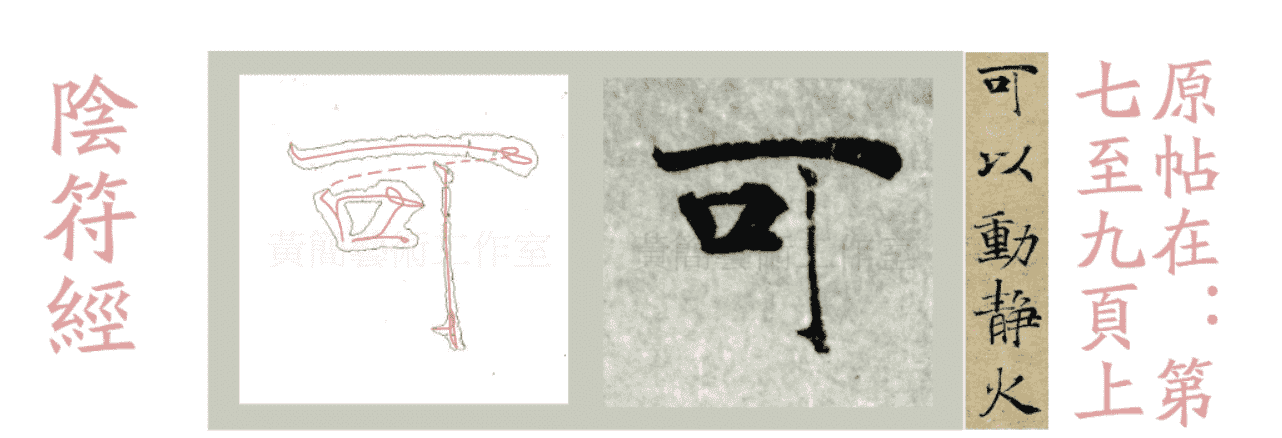 陰符經
黃簡藝術工作室
可
黃簡藝術工作室
可以動靜火
原帖在：第
七至九頁上